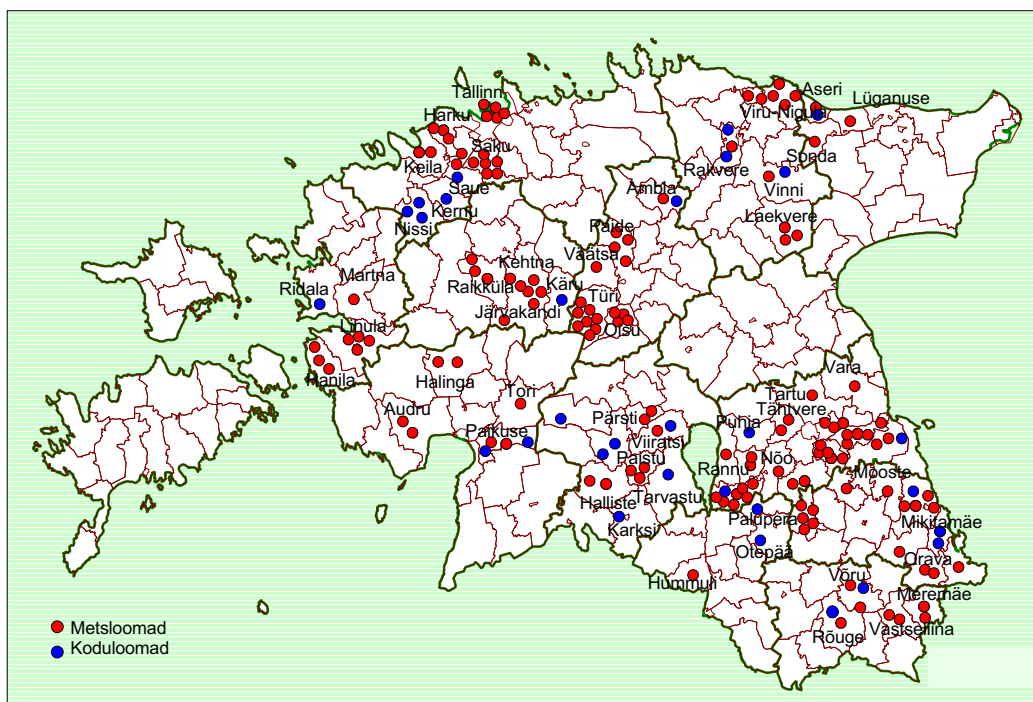 Tallinn
Aseri
Lüganuse
Harku
Viru-Nigula
Saku
Keila
Rakvere
Sõpada
Saue
Ambla
Vinni
Kernu
Nissi
Laekvere
Paide
Väätsa
Martna
Kehtna
Ridala
Raikküla
Käru
Türi
Järvakandi
Oisu
Lihula
Hanila
Halinga
Vara
Tori
Tartu
Audru
Pärsti
Tähtvere
Puhja
Paikuse
Viiratsi
Paistu
Nõo
Rannu
Mooste
Halliste
Tarvastu
Karksi
Palupera
Mikitamäe
Otepää
Orava
Hummuli
Võru
Meremäe
Rõuge
Vastseliina
Metsloomad
Koduloomad